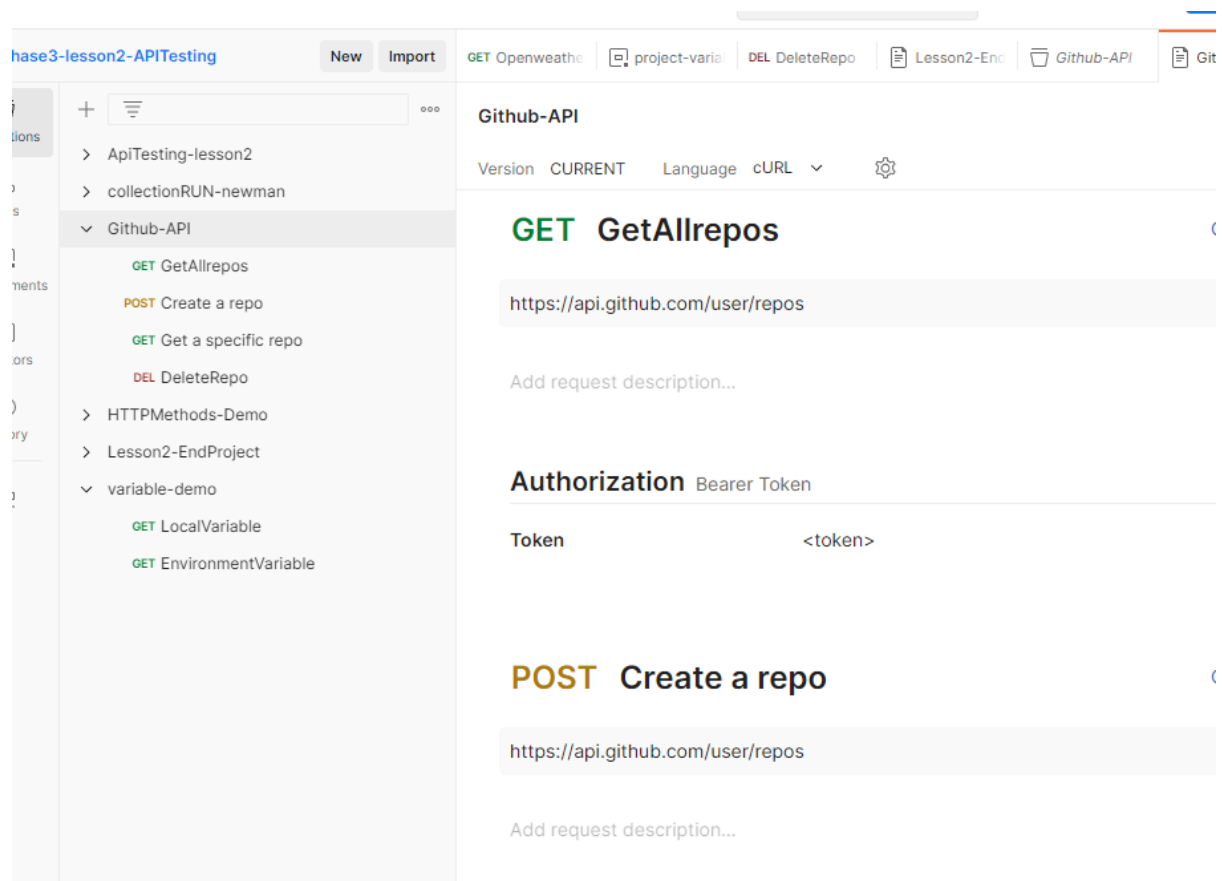 hase3-lesson2-APITesting
New
Import
GET Openweathe
project-varia
DEL DeleteRepo
Lesson2-End
Github-API
Git
tions
s
ments
tors
ory
ApiTesting-lesson2
collectionRUN-newman
Github-API
GET GetAllrepos
POST Create a repo
GET Get a specific repo
DEL DeleteRepo
HTTPMethods-Demo
Lesson2-EndProject
variable-demo
GET LocalVariable
GET EnvironmentVariable
Github-API
Version CURRENT Language cURL
GET GetAllrepos
https://api.github.com/user/repos
Add request description...
Authorization Bearer Token
Token <token>
POST Create a repo
https://api.github.com/user/repos
Add request description...